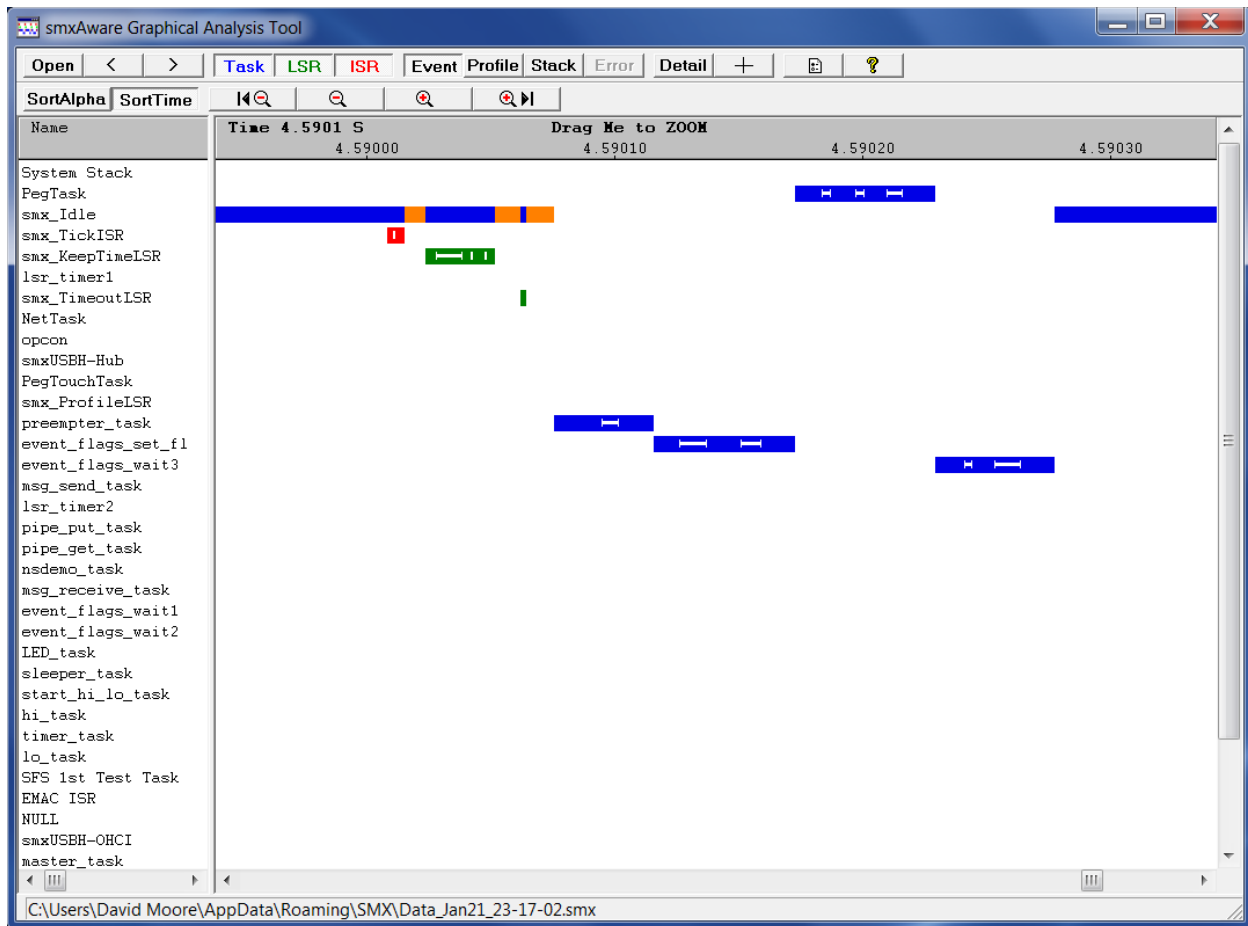 smxAware Graphical Analysis Tool
Open < > Task LSR ISR Event Profile Stack Error Detail + ?
SortAlpha SortTime
Name Time 4.5901 S Drag Me to ZOOM
4.59000 4.59010 4.59020 4.59030
System Stack
PegTask
smx_Idle
smx_TickISR
smx_KeepTimeLSR
lsr_timer1
smx_TimeoutLSR
NetTask
opcon
smxUSBH-Hub
PegTouchTask
smx_ProfileLSR
preempter_task
event_flags_set_fl
event_flags_wait3
msg_send_task
lsr_timer2
pipe_put_task
pipe_get_task
nsdemo_task
msg_receive_task
event_flags_wait1
event_flags_wait2
LED_task
sleeper_task
start_hi_lo_task
hi_task
timer_task
lo_task
SFS 1st Test Task
EMAC ISR
NULL
smxUSBH-OHCI
master_task
C:\Users\David Moore\AppData\Roaming\SMX\Data_Jan21_23-17-02.smx